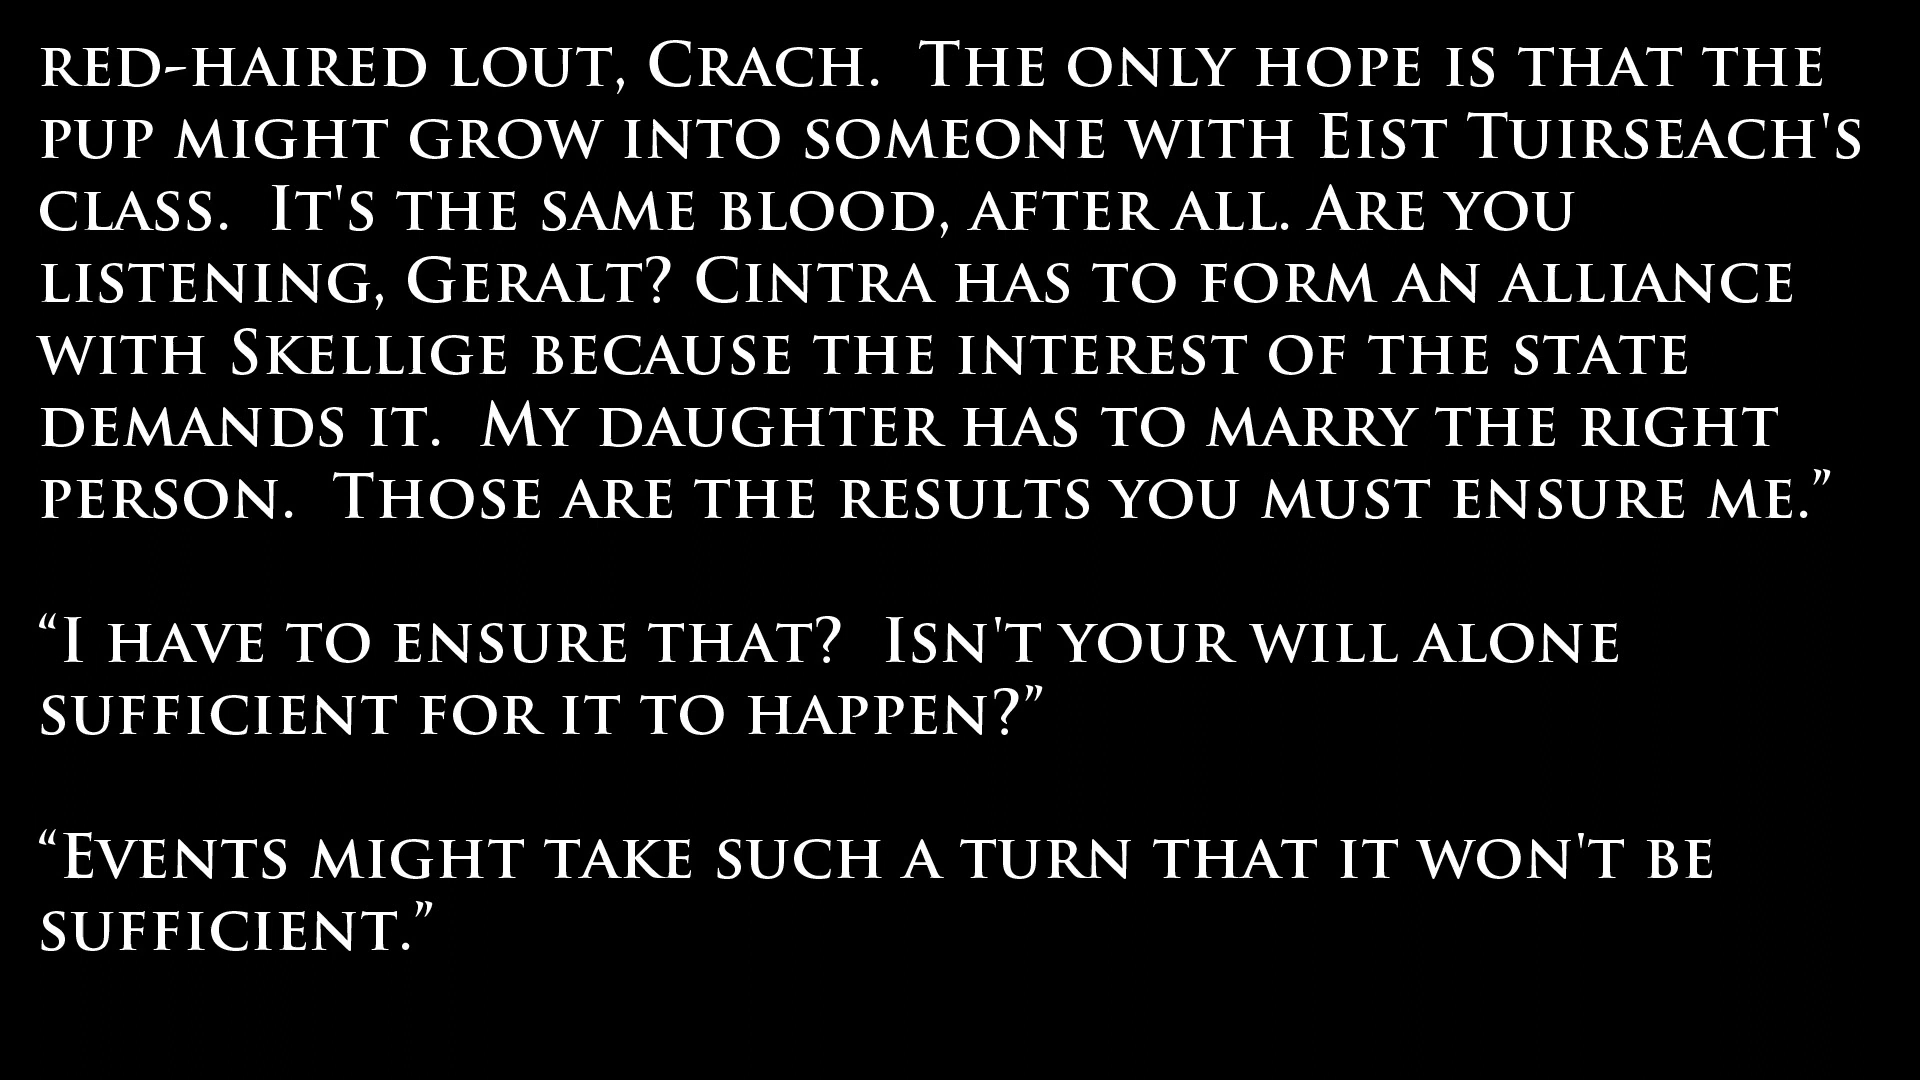 red-haired lout, Crach.  The only hope is that the
pup might grow into someone with Eist Tuirseach's
class.  It's the same blood, after all. Are you
listening, Geralt? Cintra has to form an alliance
with Skellige because the interest of the state
demands it.  My daughter has to marry the right
person.  Those are the results you must ensure me.”
“I have to ensure that?  Isn't your will alone
sufficient for it to happen?”
“Events might take such a turn that it won't be
sufficient.”